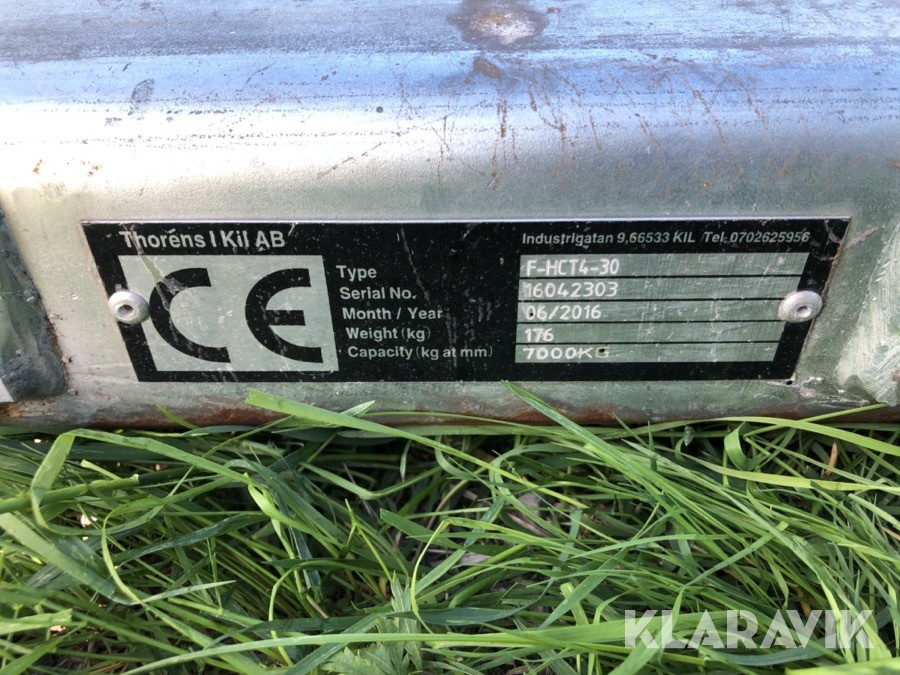 Thoréns I Kil AB
Industrigatan 9,66533 KIL /Tel.0702625956
CE
Type F-HCT4-30
Serial No. 16042303
Month / Year 06/2016
Weight (kg) 176
Capacity (kg at mm) 7000KG
KLARAVIK